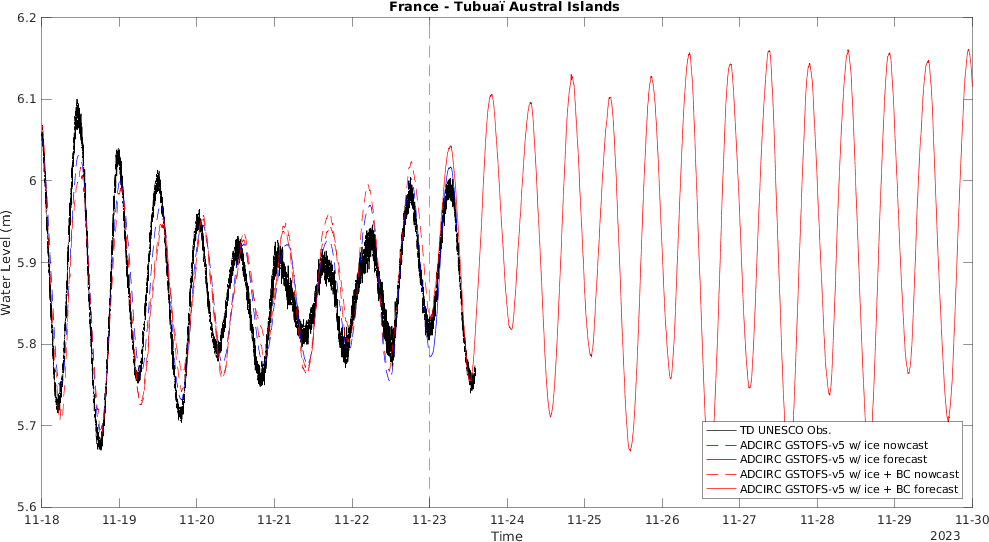 France - Tubuaï Austral Islands
6.2
6.1
6
5.9
5.8
5.7
5.6
Water Level (m)
TD UNESCO Obs.
ADCIRC GSTOFS-v5 w/ ice nowcast
ADCIRC GSTOFS-v5 w/ ice forecast
ADCIRC GSTOFS-v5 w/ ice + BC nowcast
ADCIRC GSTOFS-v5 w/ ice + BC forecast
11-18 11-19 11-20 11-21 11-22 11-23 11-24 11-25 11-26 11-27 11-28 11-29 11-30
Time
2023